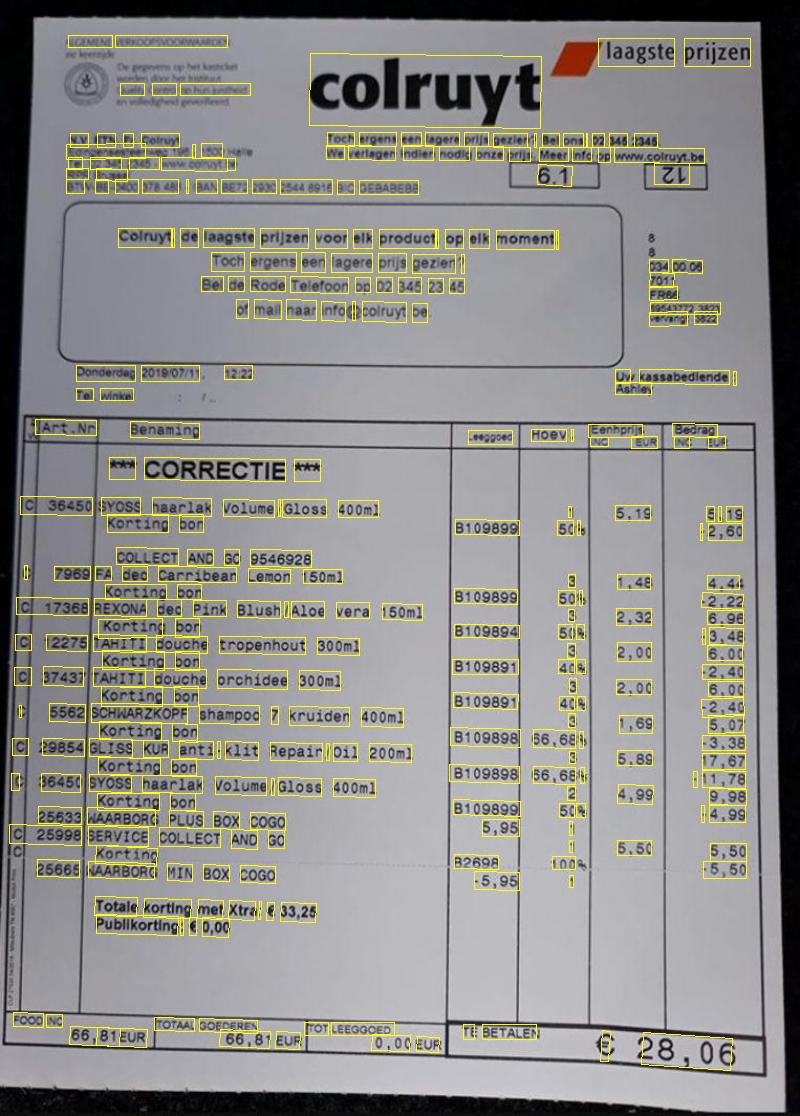 ALGEMENE VERKOOPSVOORWAARDEN
zie keerzijde
De gegevens op het kasticket
worden door het Instituut
Quality Control op hun juistheid
en volledigheid geverifieerd.
colruyt
laagste prijzen
Toch ergens een lagere prijs gezien? Bel ons: 02 345 2345
We verlagen indien nodig onze prijs. Meer info op www.colruyt.be
N.V. ETN. Fr. Colruyt
Edingensesteenweg 196 1500 Halle
Tel. 02 345 2345 - www.colruyt.be
RPR Brussel
BTW-BE 0400 378 485 IBAN BE72 2930 2544 8916 BIC GEBABEBB
6.1
12
Colruyt: de laagste prijzen voor elk product, op elk moment!
Toch ergens een lagere prijs gezien?
Bel de Rode Telefoon op 02 345 23 45
of mail naar info@colruyt.be.
8
8
034 00.06
7011
FR66
vervangt 3822
Donderdag 2019/07/11, 12:22
Tel. winkel : /..
Uw kassabediende :
Ashley
Art.Nr Benaming Leeggoed Hoev. Eenhprijs INC EUR Bedrag INC EUR
*** CORRECTIE ***
C 36450 SYOSS haarlak Volume/Gloss 400ml 1 5,19 5,19
Korting bon B109899 50% -2,60
COLLECT AND GO 9546928
C 7969 FA deo Carribean Lemon 150ml 3 1,48 4,44
Korting bon B109899 50% -2,22
C 17368 REXONA deo Pink Blush/Aloe vera 150ml 3 2,32 6,96
Korting bon B109894 50% -3,48
C 12275 TAHITI douche tropenhout 300ml 3 2,00 6,00
Korting bon B109891 40% -2,40
C 37437 TAHITI douche orchidee 300ml 3 2,00 6,00
Korting bon B109891 40% -2,40
C 5562 SCHWARZKOPF shampoo 7 kruiden 400ml 3 1,69 5,07
Korting bon B109898 66,68% -3,38
C 29854 GLISS KUR anti-klit Repair/Oil 200ml 3 5,89 17,67
Korting bon B109898 66,68% -11,78
C 36450 SYOSS haarlak Volume/Gloss 400ml 2 4,99 9,98
Korting bon B109899 50% -4,99
25633 WAARBORG PLUS BOX COGO 5,95 1
C 25998 SERVICE COLLECT AND GO 1 5,50 5,50
C Korting B2698 100% -5,50
25665 WAARBORG MIN BOX COGO -5,95 1
Totale korting met Xtra: € 33,25
Publikorting: € 0,00
FOOD INC 66,81 EUR
TOTAAL GOEDEREN 66,81 EUR
TOT LEEGGOED 0,00 EUR
TE BETALEN € 28,06